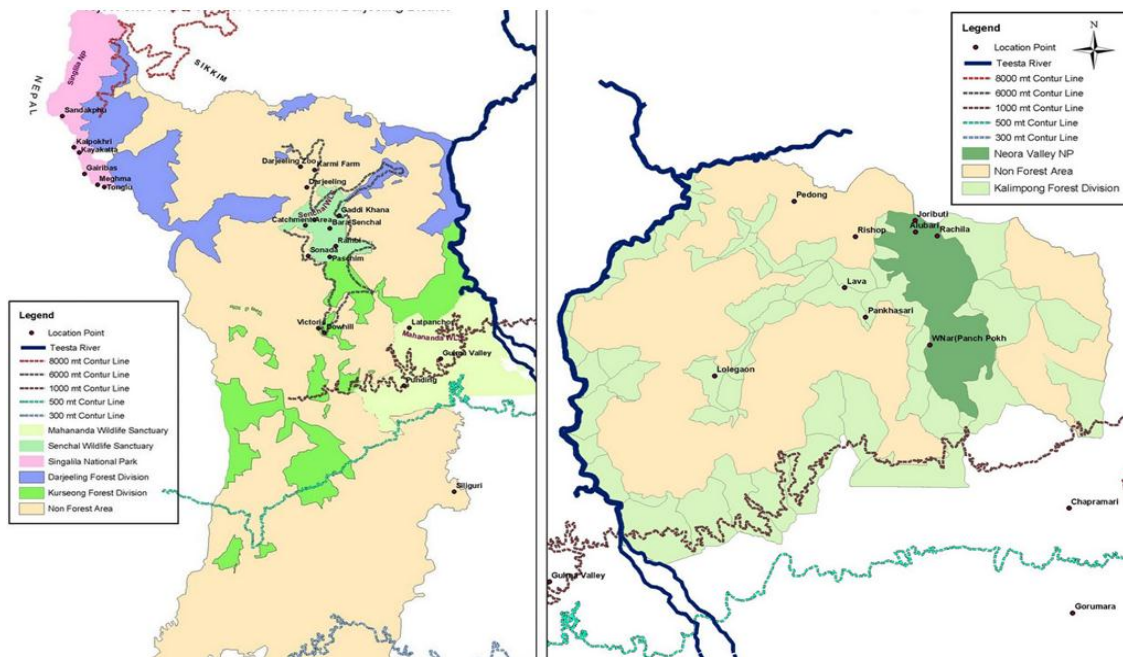 SIKKIM
NEPAL
Singlila NP
Sandakphu
Kalpokhri
Kayakatta
Gairibas
Meghma
Tonglu
Darjeeling Zoo
Karmi Farm
Darjeeling
Senchal WLS
Gaddi Khana
Catchment Area
Bara Senchal
Rambi
Sonada
Paschim
Victoria
Dowhill
Latpanchor
Mahananda WLS
Gulma Valley
Punding
Siliguri
Legend
Location Point
Teesta River
8000 mt Contur Line
6000 mt Contur Line
1000 mt Contur Line
500 mt Contur Line
300 mt Contur Line
Mahananda Wildlife Sanctuary
Senchal Wildlife Sanctuary
Singalila National Park
Darjeeling Forest Division
Kurseong Forest Division
Non Forest Area
Legend
N
Location Point
Teesta River
8000 mt Contur Line
6000 mt Contur Line
1000 mt Contur Line
500 mt Contur Line
300 mt Contur Line
Neora Valley NP
Non Forest Area
Kalimpong Forest Division
Pedong
Joributi
Alubari
Rachila
Rishop
Lava
Pankhasari
WNar(Panch Pokh
Lolegaon
Chapramari
Gulma Valley
Gorumara